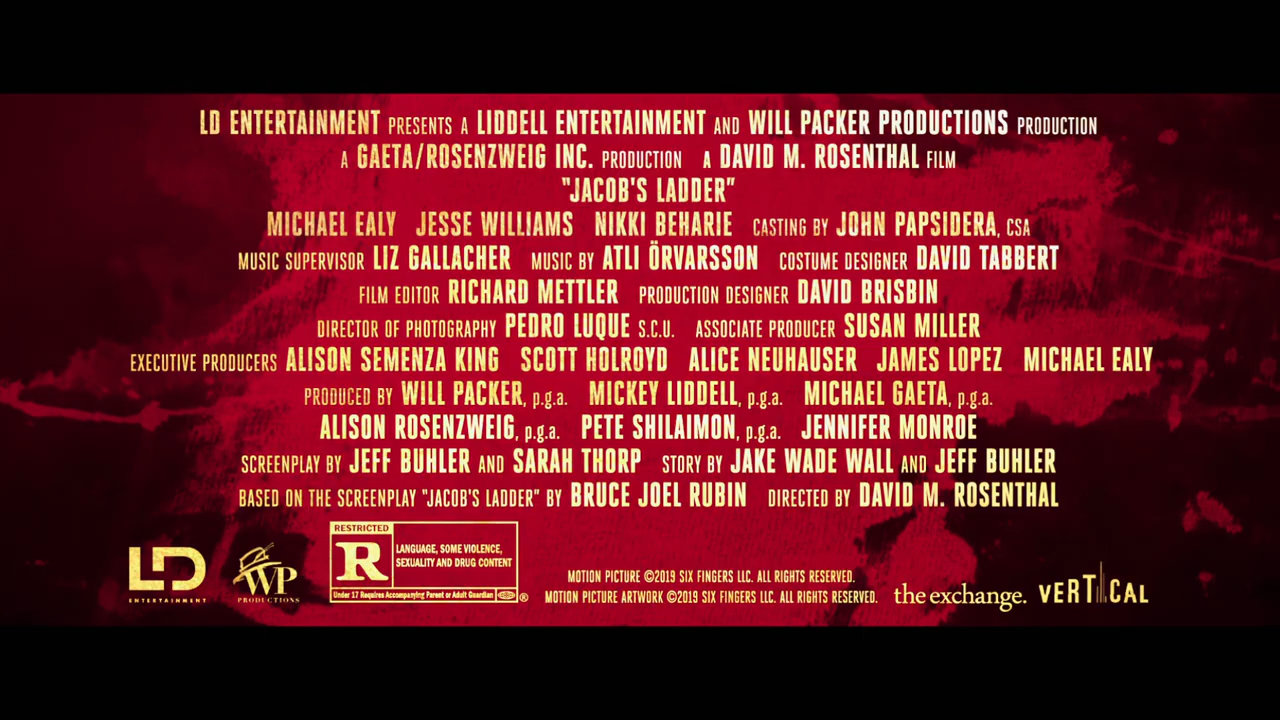 LD ENTERTAINMENT PRESENTS A LIDDELL ENTERTAINMENT AND WILL PACKER PRODUCTIONS PRODUCTION
A GAETA/ROSENZWEIG INC. PRODUCTION A DAVID M. ROSENTHAL FILM
"JACOB'S LADDER"
MICHAEL EALY JESSE WILLIAMS NIKKI BEHARIE CASTING BY JOHN PAPSIDERA, CSA
MUSIC SUPERVISOR LIZ GALLACHER MUSIC BY ATLI ÖRVARSSON COSTUME DESIGNER DAVID TABBERT
FILM EDITOR RICHARD METTLER PRODUCTION DESIGNER DAVID BRISBIN
DIRECTOR OF PHOTOGRAPHY PEDRO LUQUE S.C.U. ASSOCIATE PRODUCER SUSAN MILLER
EXECUTIVE PRODUCERS ALISON SEMENZA KING SCOTT HOLROYD ALICE NEUHAUSER JAMES LOPEZ MICHAEL EALY
PRODUCED BY WILL PACKER, p.g.a. MICKEY LIDDELL, p.g.a. MICHAEL GAETA, p.g.a.
ALISON ROSENZWEIG, p.g.a. PETE SHILAIMON, p.g.a. JENNIFER MONROE
SCREENPLAY BY JEFF BUHLER AND SARAH THORP STORY BY JAKE WADE WALL AND JEFF BUHLER
BASED ON THE SCREENPLAY "JACOB'S LADDER" BY BRUCE JOEL RUBIN DIRECTED BY DAVID M. ROSENTHAL
LD
ENTERTAINMENT
WP
PRODUCTIONS
RESTRICTED
R
LANGUAGE, SOME VIOLENCE,
SEXUALITY AND DRUG CONTENT
Under 17 Requires Accompanying Parent or Adult Guardian ®
MOTION PICTURE ©2019 SIX FINGERS LLC. ALL RIGHTS RESERVED.
MOTION PICTURE ARTWORK ©2019 SIX FINGERS LLC. ALL RIGHTS RESERVED.
the exchange.
VERTICAL